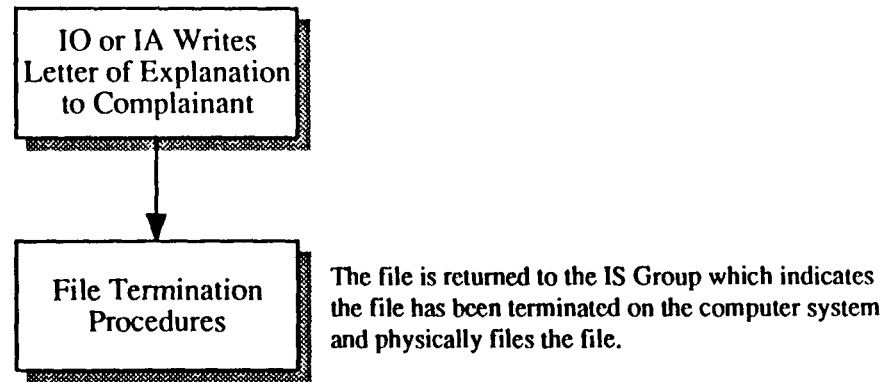 IO or IA Writes
Letter of Explanation
to Complainant
File Termination
Procedures
The file is returned to the IS Group which indicates
the file has been terminated on the computer system
and physically files the file.